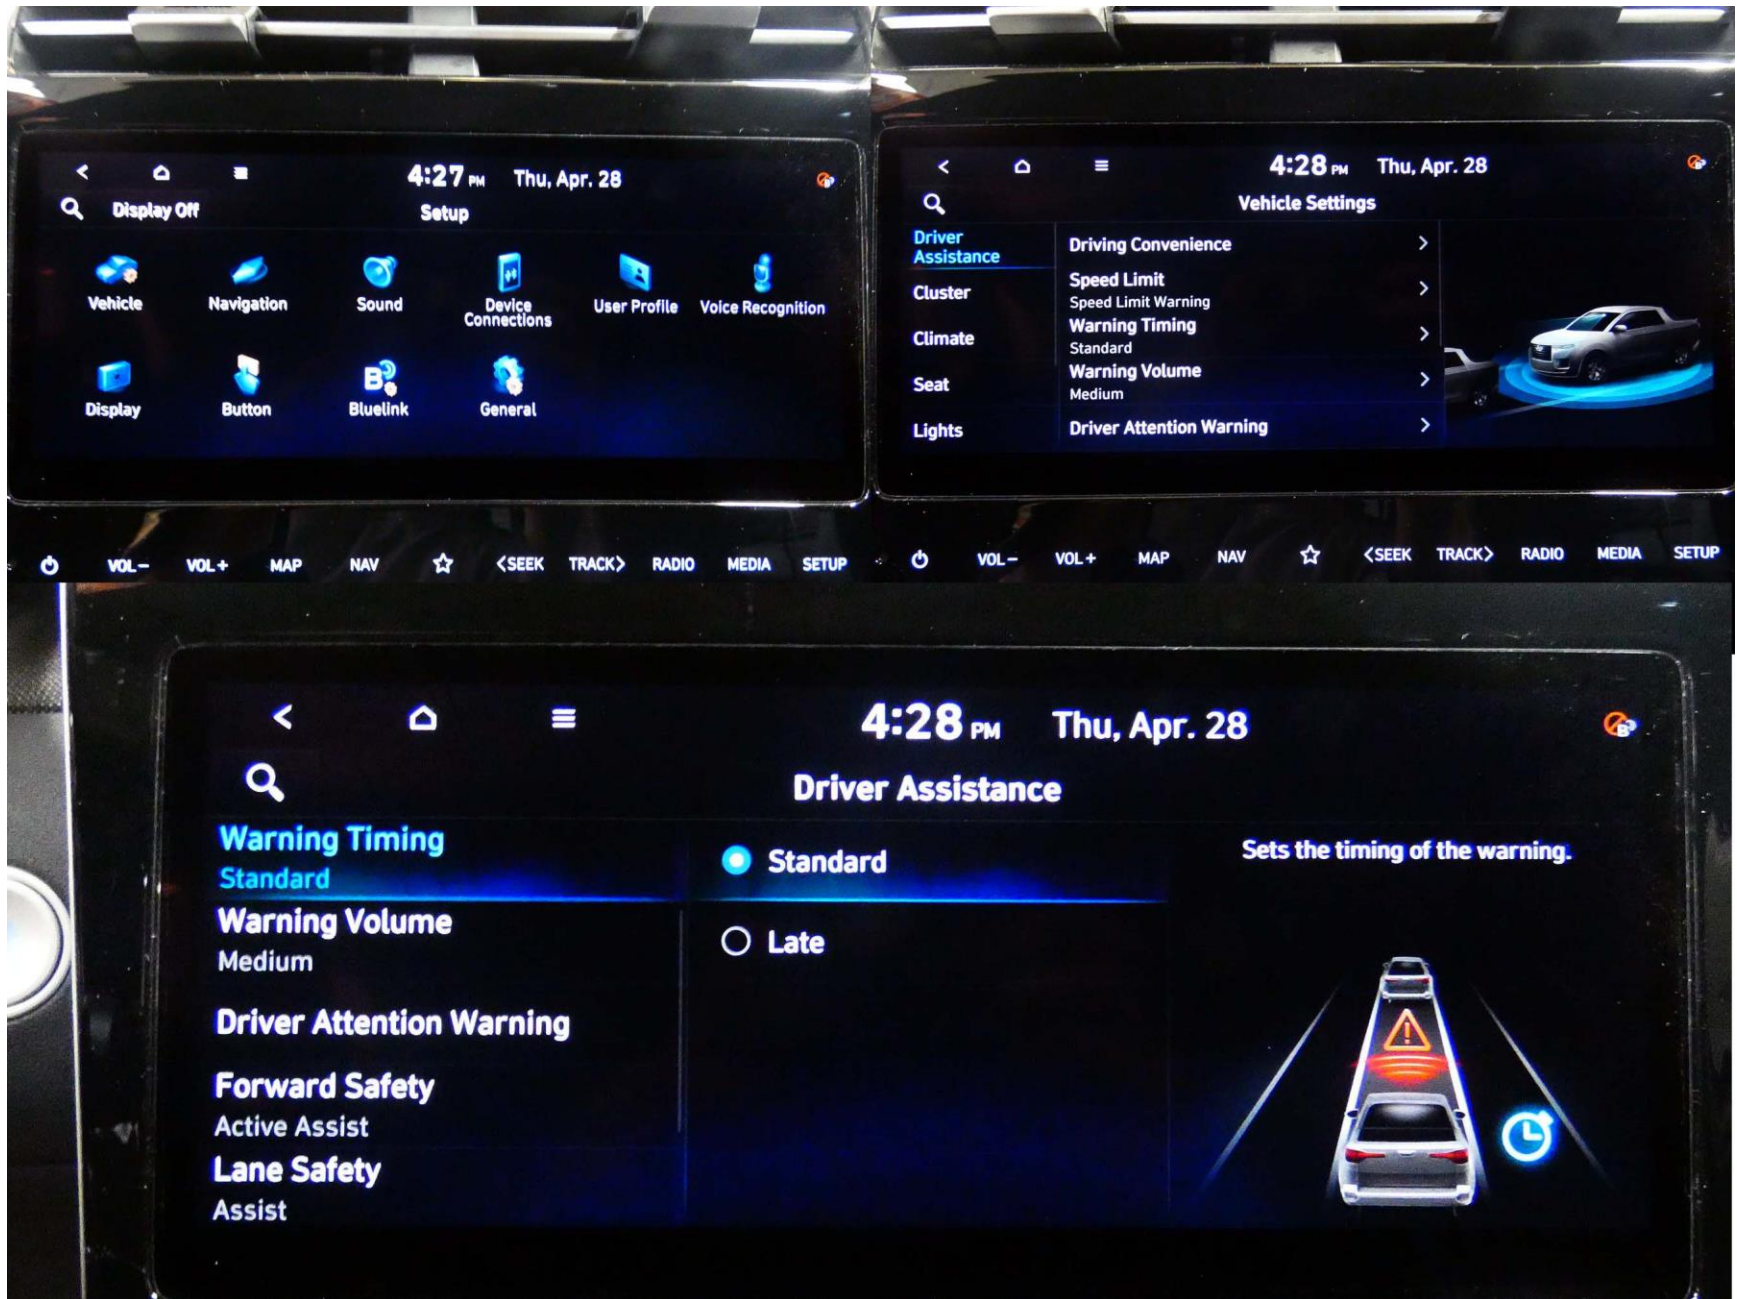 4:27 PM Thu, Apr. 28
Display Off Setup
Vehicle Navigation Sound Device Connections User Profile Voice Recognition
Display Button Bluelink General
VOL- VOL+ MAP NAV <SEEK TRACK> RADIO MEDIA SETUP
4:28 PM Thu, Apr. 28
Vehicle Settings
Driver
Assistance
Cluster
Climate
Seat
Lights
Driving Convenience
Speed Limit
Speed Limit Warning
Warning Timing
Standard
Warning Volume
Medium
Driver Attention Warning
VOL- VOL+ MAP NAV <SEEK TRACK> RADIO MEDIA SETUP
4:28 PM Thu, Apr. 28
Driver Assistance
Warning Timing
Standard
Warning Volume
Medium
Driver Attention Warning
Forward Safety
Active Assist
Lane Safety
Assist
Standard
Late
Sets the timing of the warning.